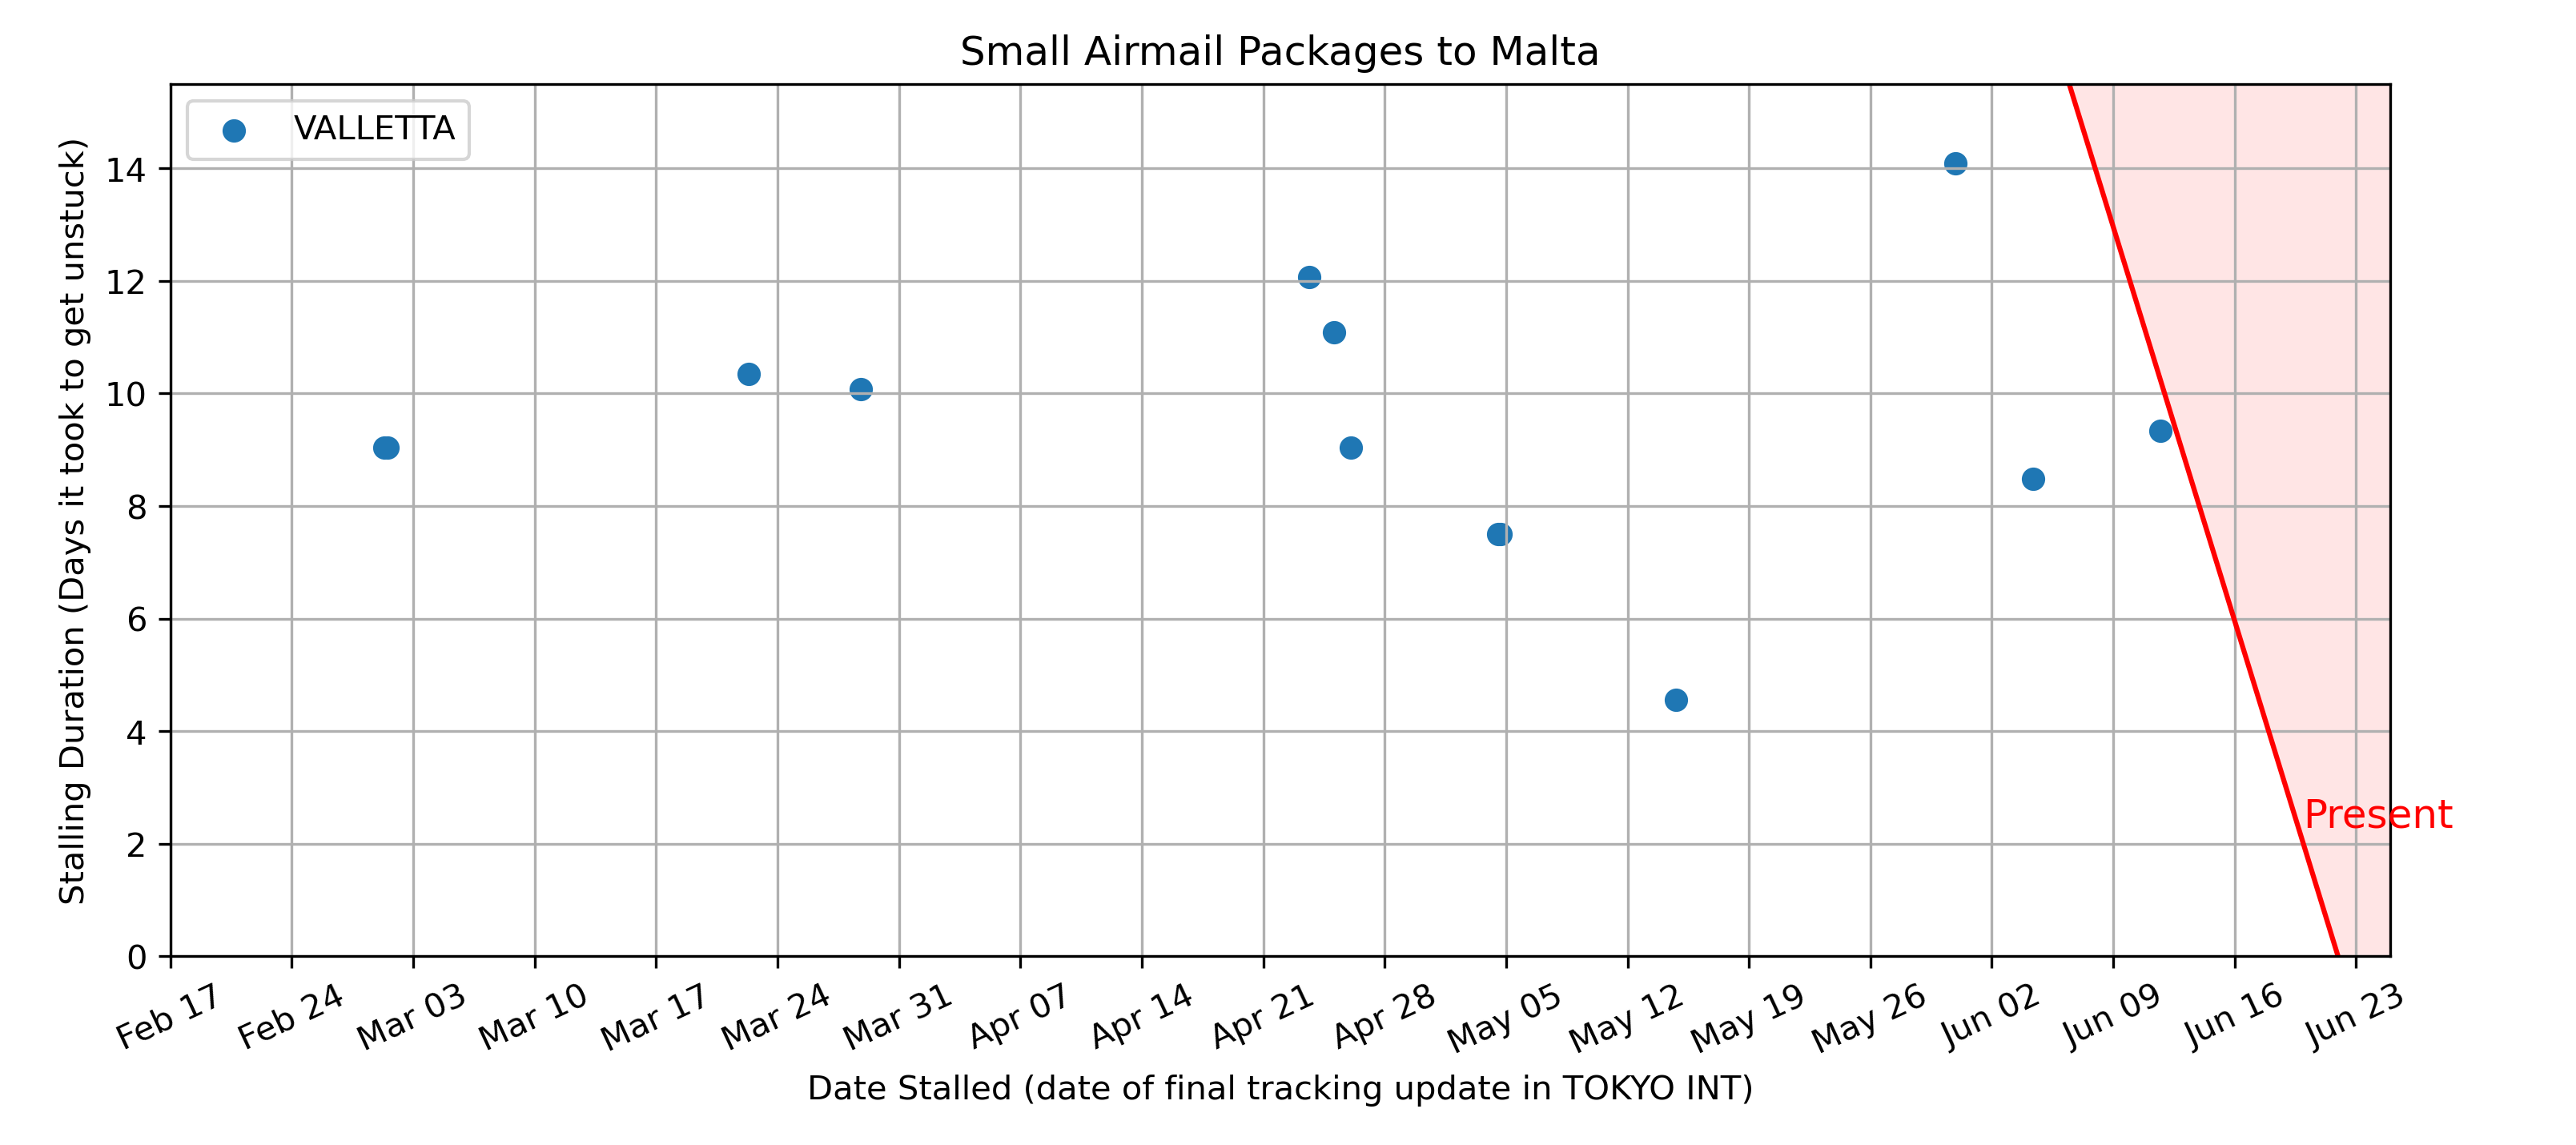 Small Airmail Packages to Malta
VALLETTA
Stalling Duration (Days it took to get unstuck)
14
12
10
8
6
4
2
0
Present
Feb 17
Feb 24
Mar 03
Mar 10
Mar 17
Mar 24
Mar 31
Apr 07
Apr 14
Apr 21
Apr 28
May 05
May 12
May 19
May 26
Jun 02
Jun 09
Jun 16
Jun 23
Date Stalled (date of final tracking update in TOKYO INT)